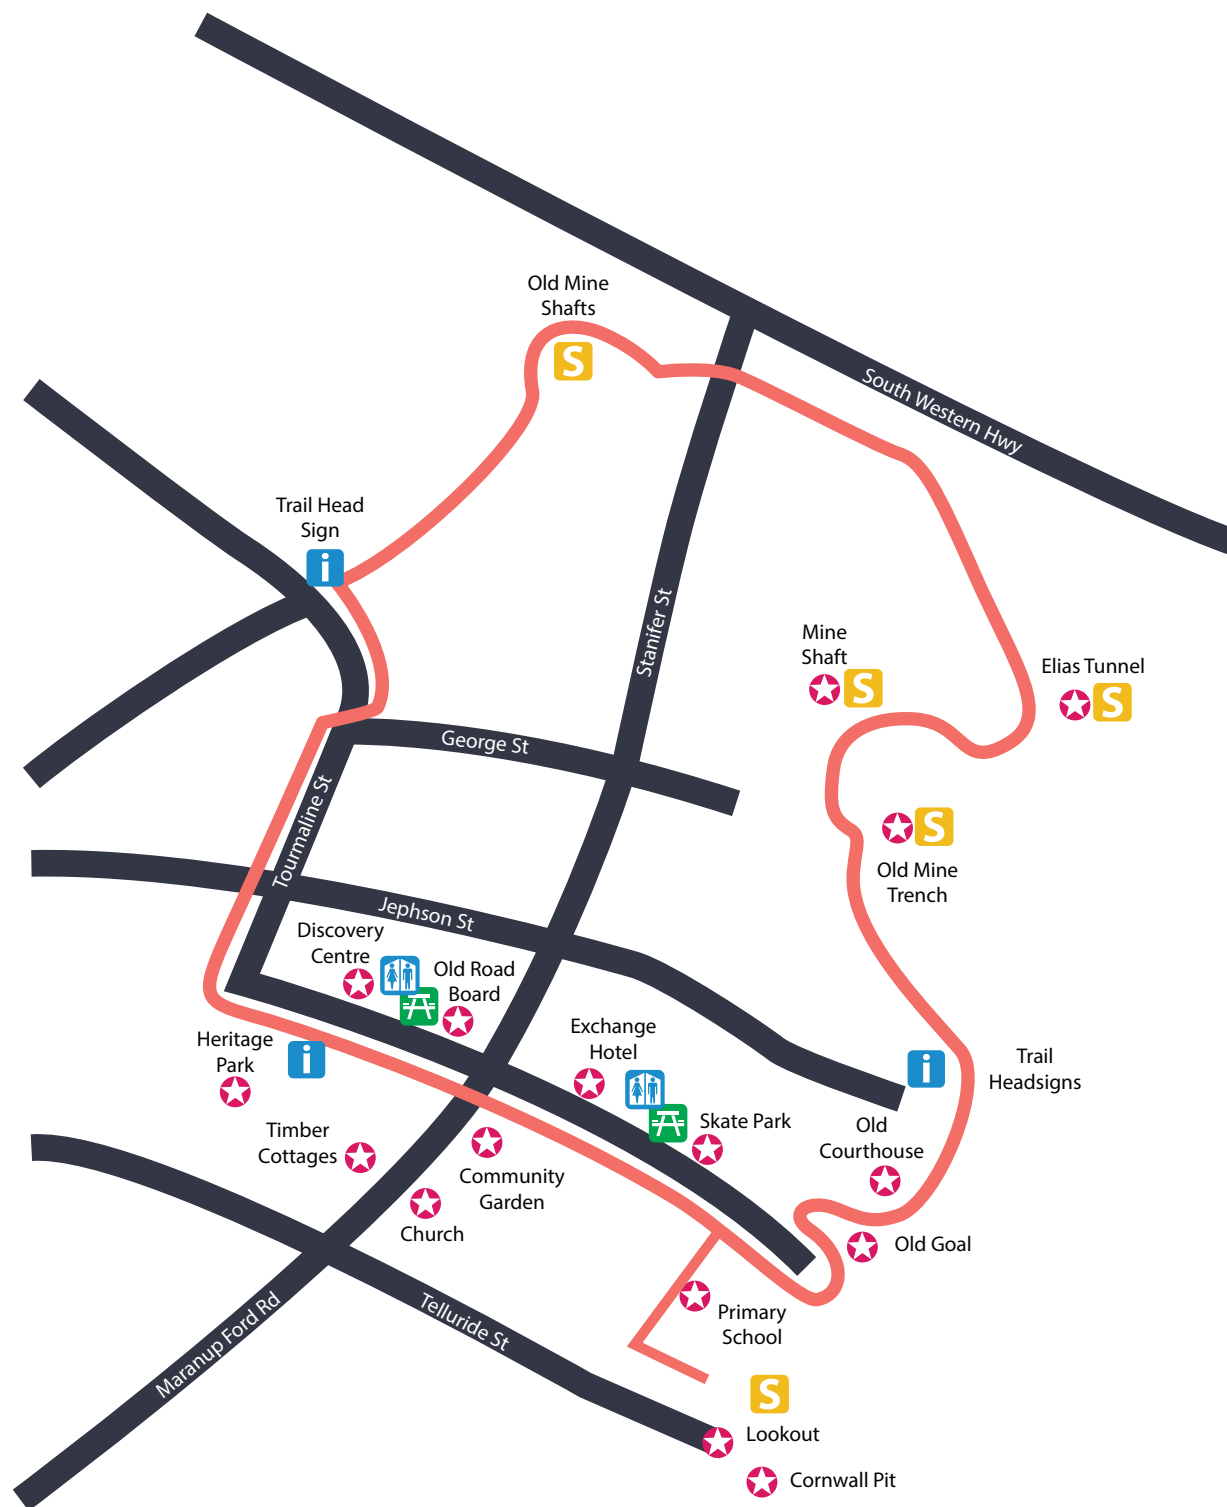 Old Mine
Shafts
S
South Western Hwy
Trail Head
Sign
i
Stanifer St
Mine
Shaft
S
Elias Tunnel
S
George St
Tourmaline St
S
Old Mine
Trench
Jephson St
Discovery
Centre
Old Road
Board
Exchange
Hotel
Heritage
Park
i
i
Trail
Headsigns
Skate Park
Old
Courthouse
Timber
Cottages
Community
Garden
Church
Old Goal
Primary
School
Telluride St
Maranup Ford Rd
S
Lookout
Cornwall Pit